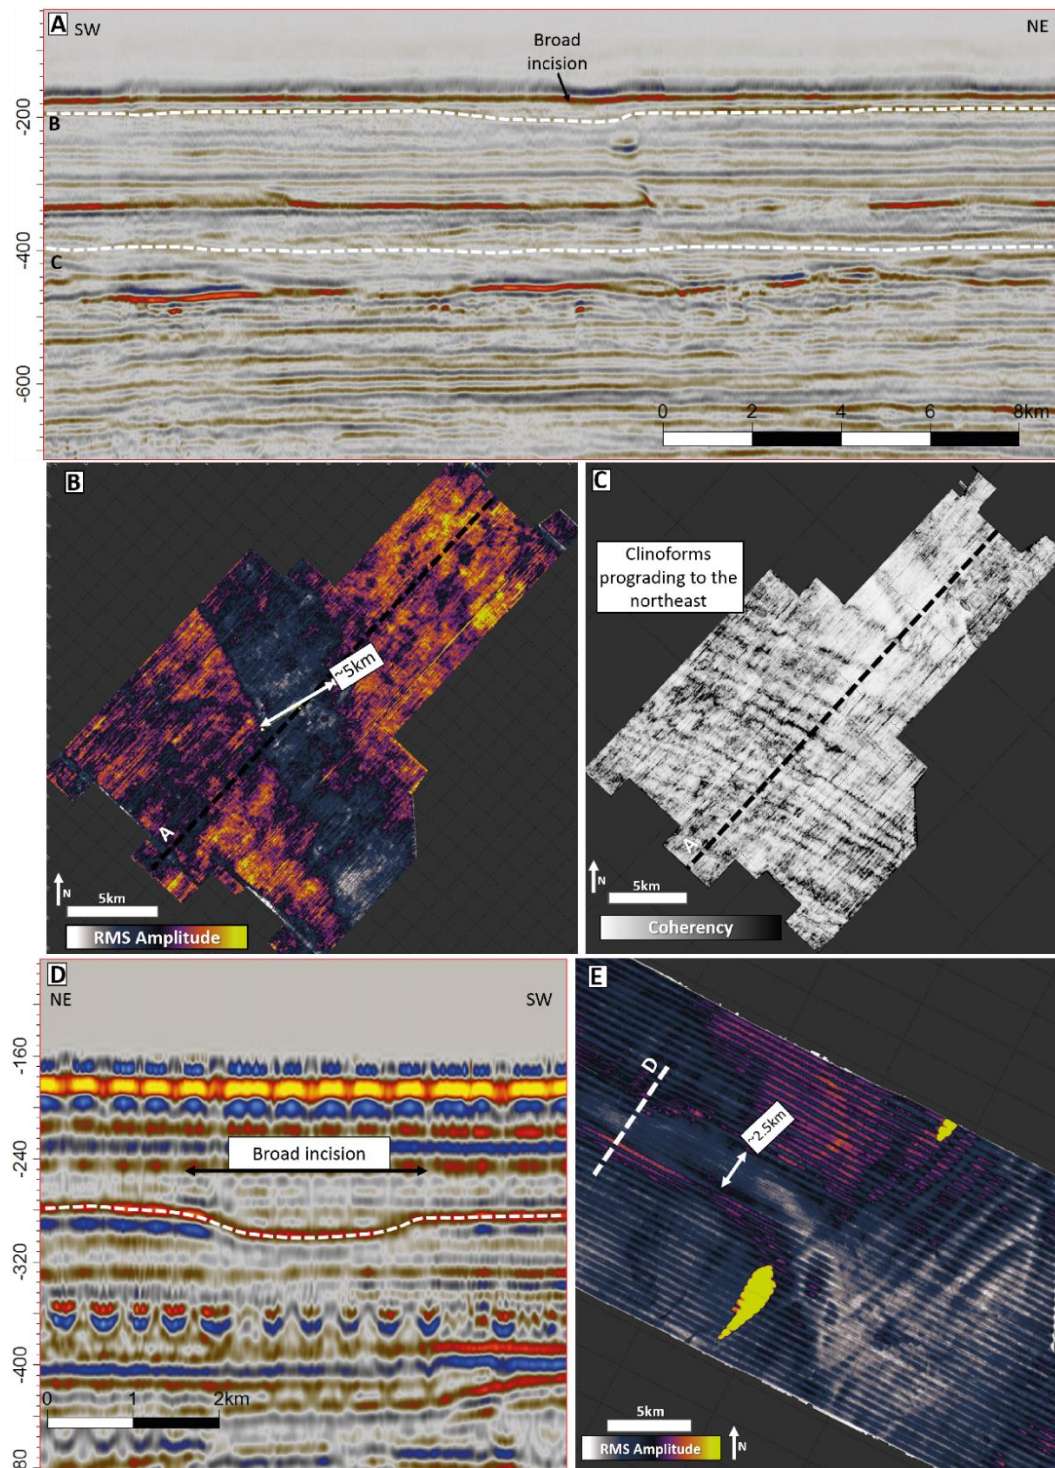 A SW
NE
Broad
incision
-200
B
-400
C
-600
0 2 4 6 8km
B
~5km
A
N
5km
RMS Amplitude
C
Clinoforms
prograding to the
northeast
A
N
5km
Coherency
D
NE
SW
-160
-240
Broad incision
-320
-400
0 1 2km
80
E
D
~2.5km
5km
RMS Amplitude
N